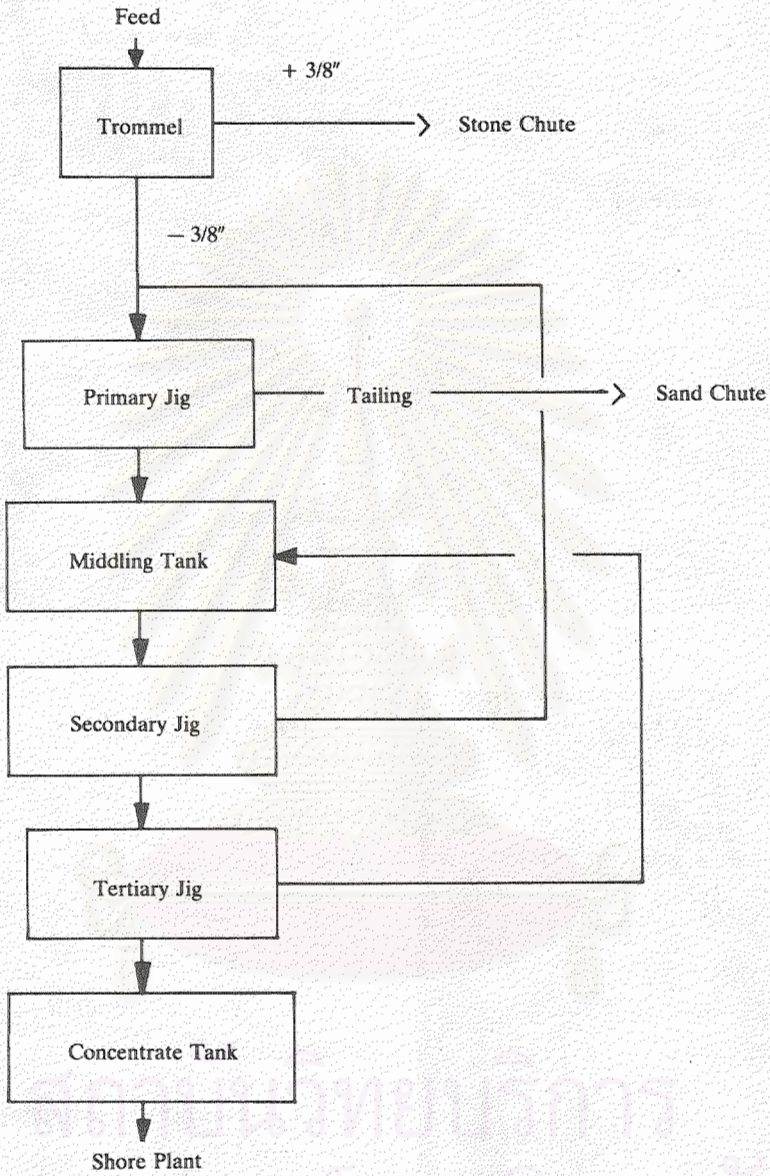 Feed
+ 3/8"
Trommel
Stone Chute
− 3/8"
Primary Jig
Tailing
Sand Chute
Middling Tank
Secondary Jig
Tertiary Jig
Concentrate Tank
Shore Plant